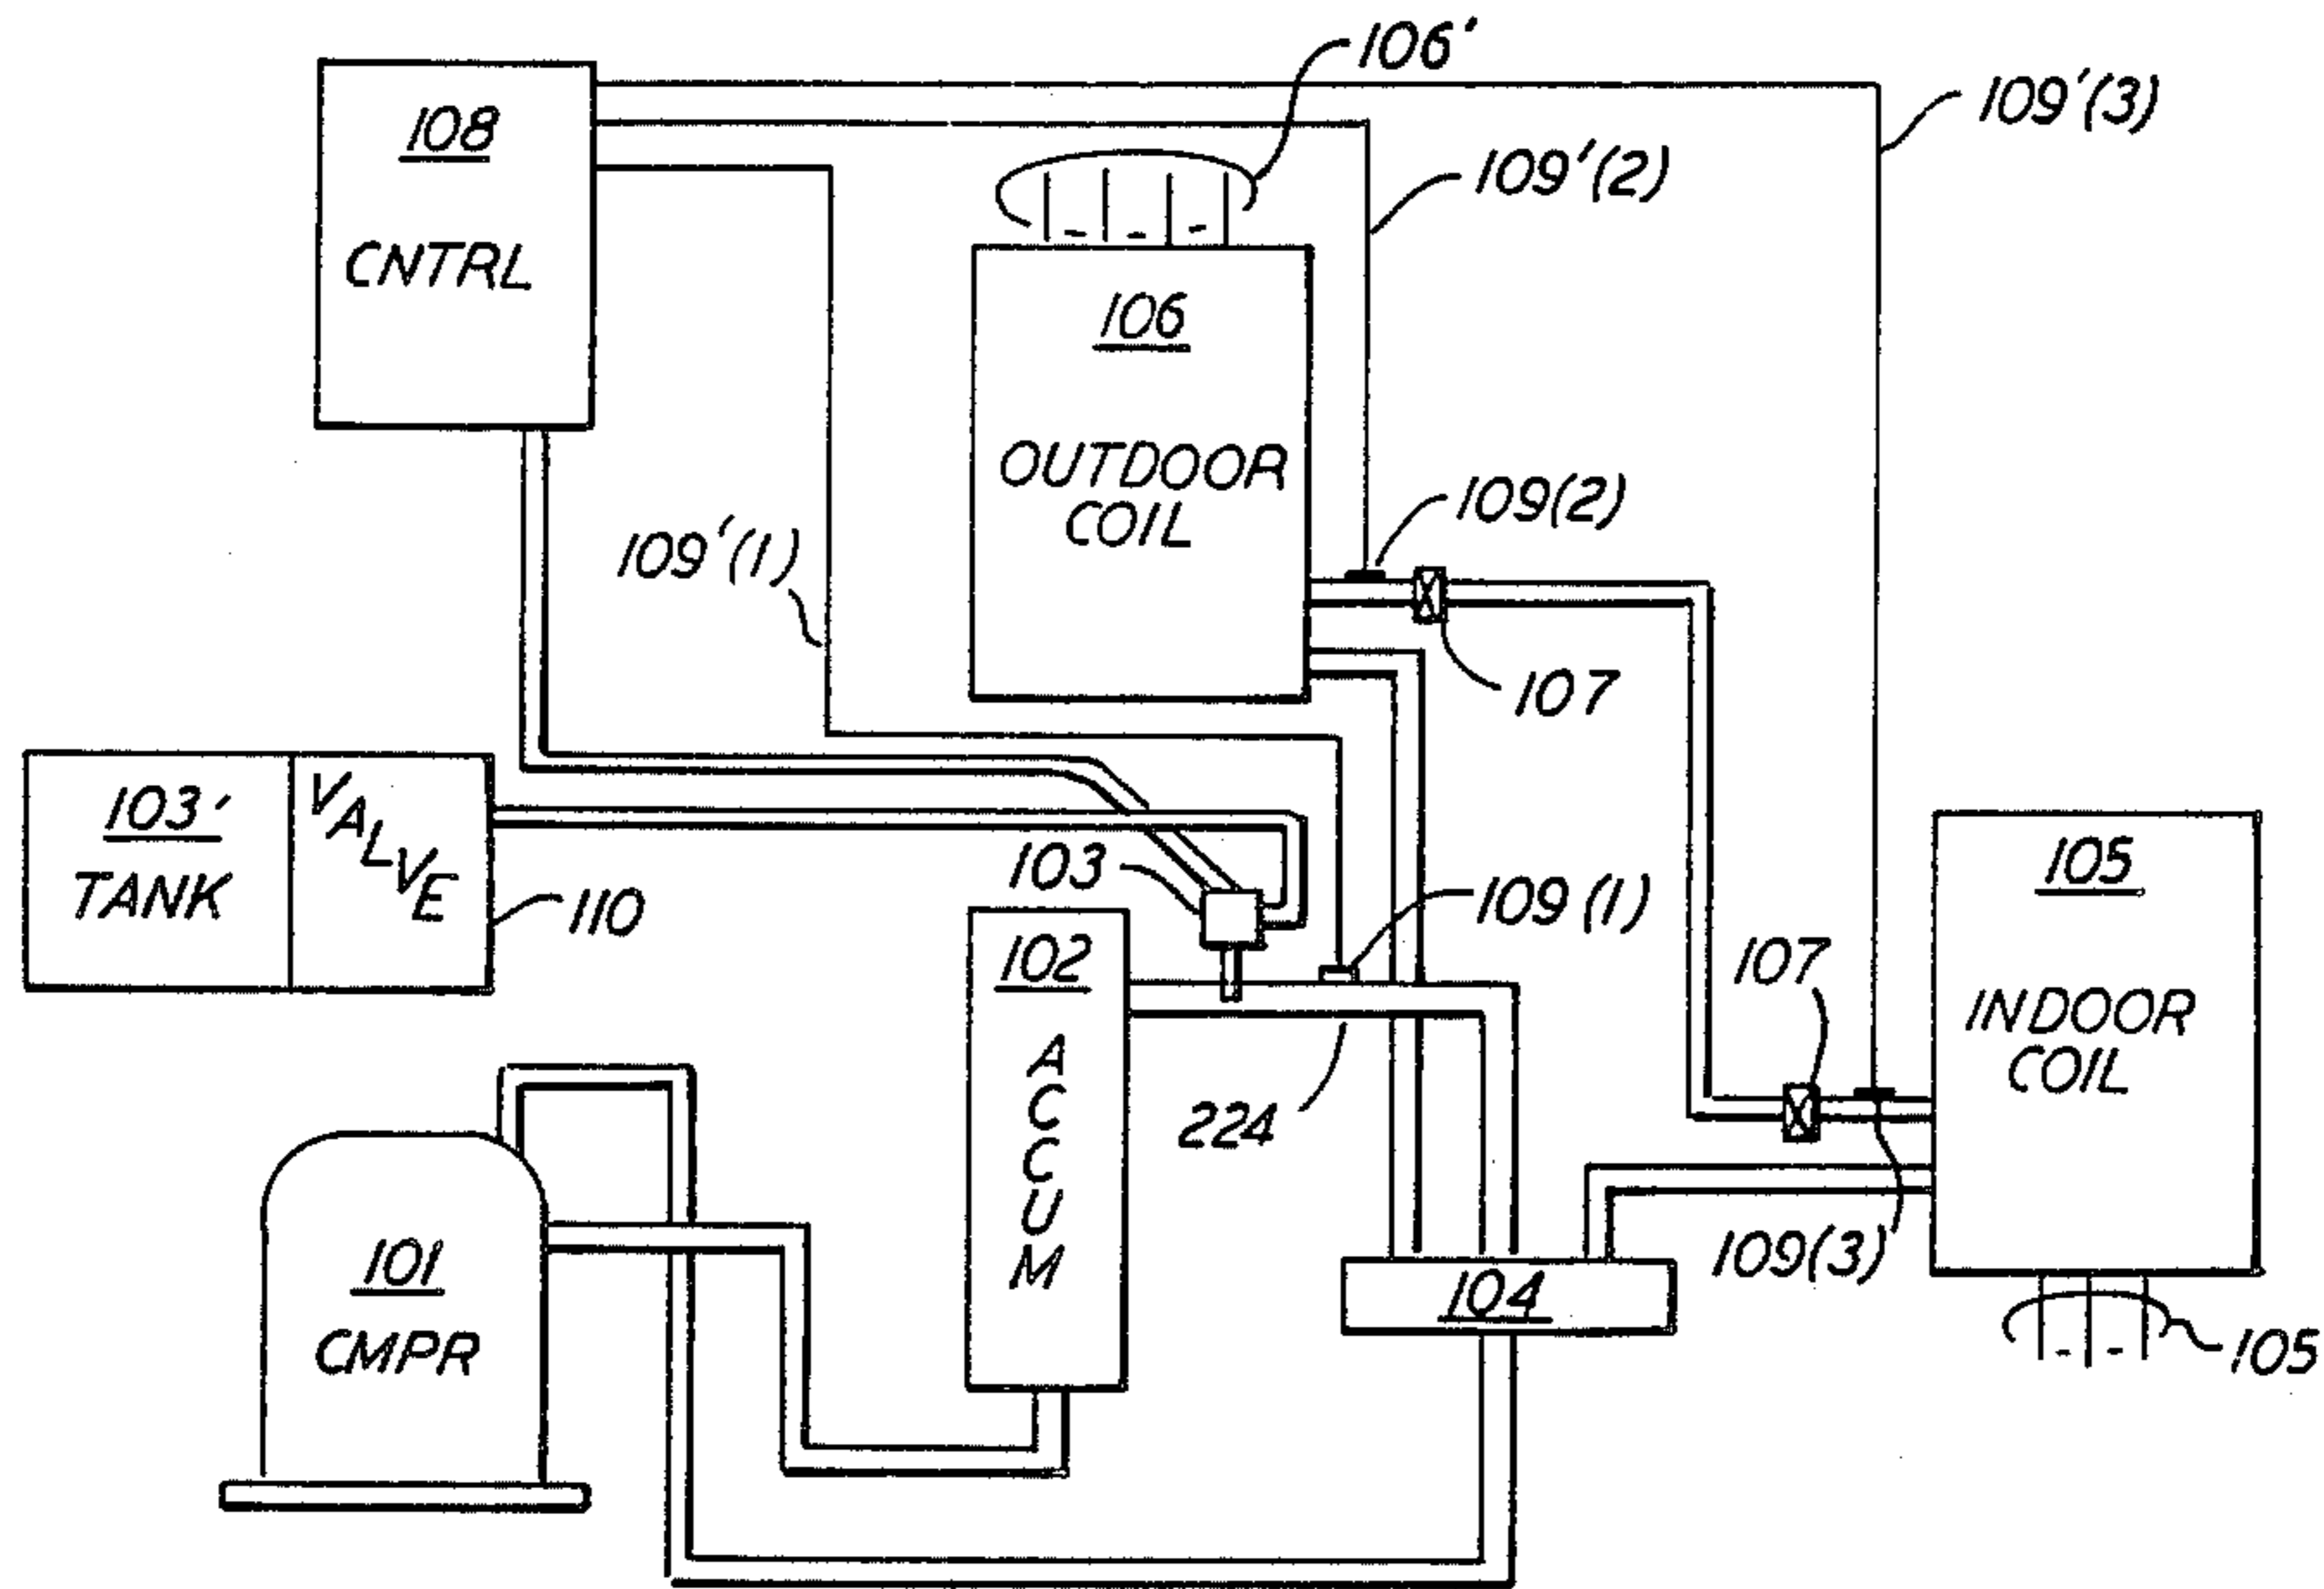 106'
108
CNTRL
109'(3)
109'(2)
106
OUTDOOR
COIL
109(2)
109'(1)
107
103'
TANK
VALVE
110
103
109(1)
105
INDOOR
COIL
102
ACCUM
107
224
109(3)
101
CMPR
104
105